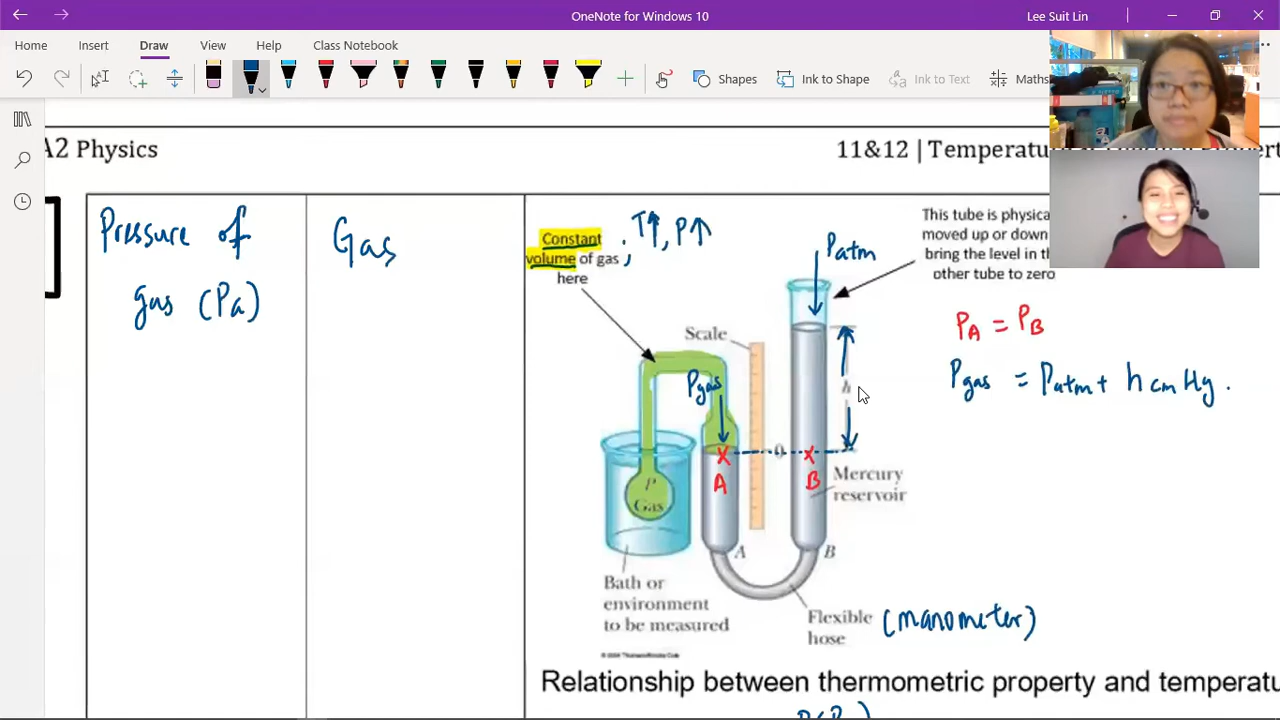 OneNote for Windows 10
Lee Suit Lin
Home Insert Draw View Help Class Notebook
Shapes Ink to Shape Ink to Text Maths
A2 Physics
11&12 | Temperatu
Propert
Pressure of
gas (Pa)
Gas
Constant
volume of gas
here
; T↑, P↑
Patm
This tube is physica
moved up or down
bring the level in th
other tube to zero
Scale
Pgas
h
PA = PB
Pgas = Patm + h cm Hg.
0
X X
A B
P
Gas
Mercury
reservoir
A B
Bath or
environment
to be measured
Flexible
hose
(manometer)
Relationship between thermometric property and temperatu